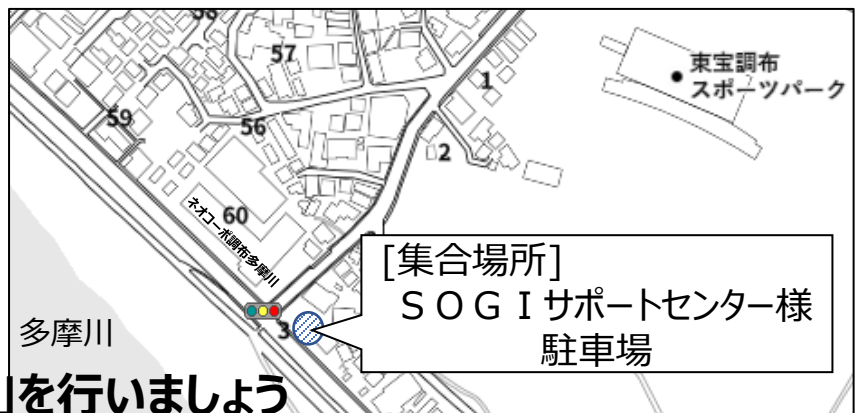 58
57
1
東宝調布
スポーツパーク
59
56
2
60
ネオコーポ調布多摩川
[集合場所]
ＳＯＧＩサポートセンター様
駐車場
3
多摩川
を行いましょう